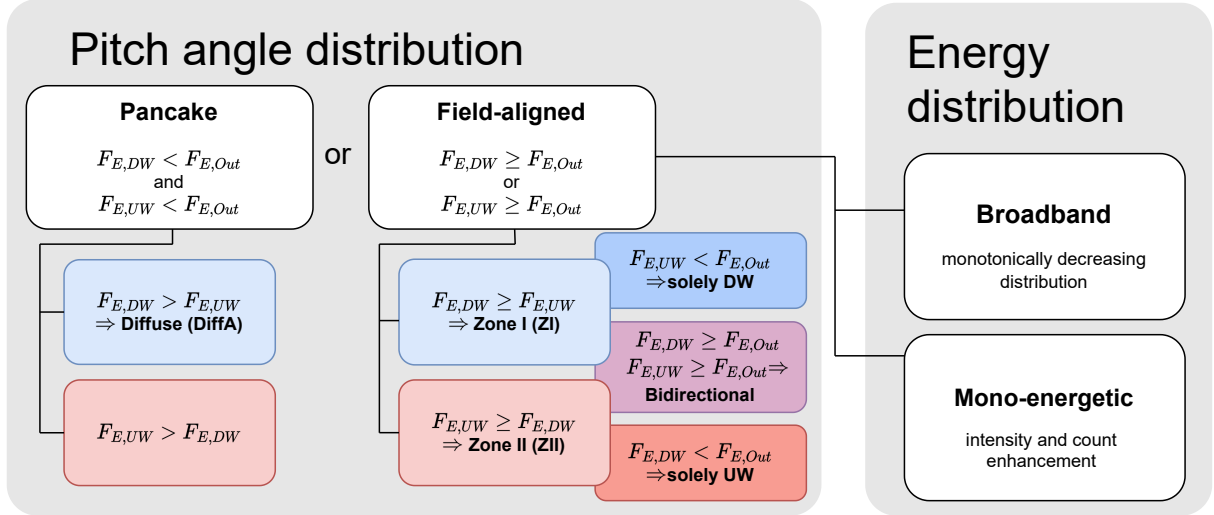 Pitch angle distribution
Pancake
F_{E,DW} < F_{E,Out}
and
F_{E,UW} < F_{E,Out}
or
Field-aligned
F_{E,DW} ≥ F_{E,Out}
or
F_{E,UW} ≥ F_{E,Out}
F_{E,DW} > F_{E,UW}
⇒ Diffuse (DiffA)
F_{E,UW} > F_{E,DW}
F_{E,DW} ≥ F_{E,UW}
⇒ Zone I (ZI)
F_{E,UW} ≥ F_{E,DW}
⇒ Zone II (ZII)
F_{E,UW} < F_{E,Out}
⇒solely DW
F_{E,DW} ≥ F_{E,Out}
F_{E,UW} ≥ F_{E,Out}⇒
Bidirectional
F_{E,DW} < F_{E,Out}
⇒solely UW
Energy
distribution
Broadband
monotonically decreasing
distribution
Mono-energetic
intensity and count
enhancement